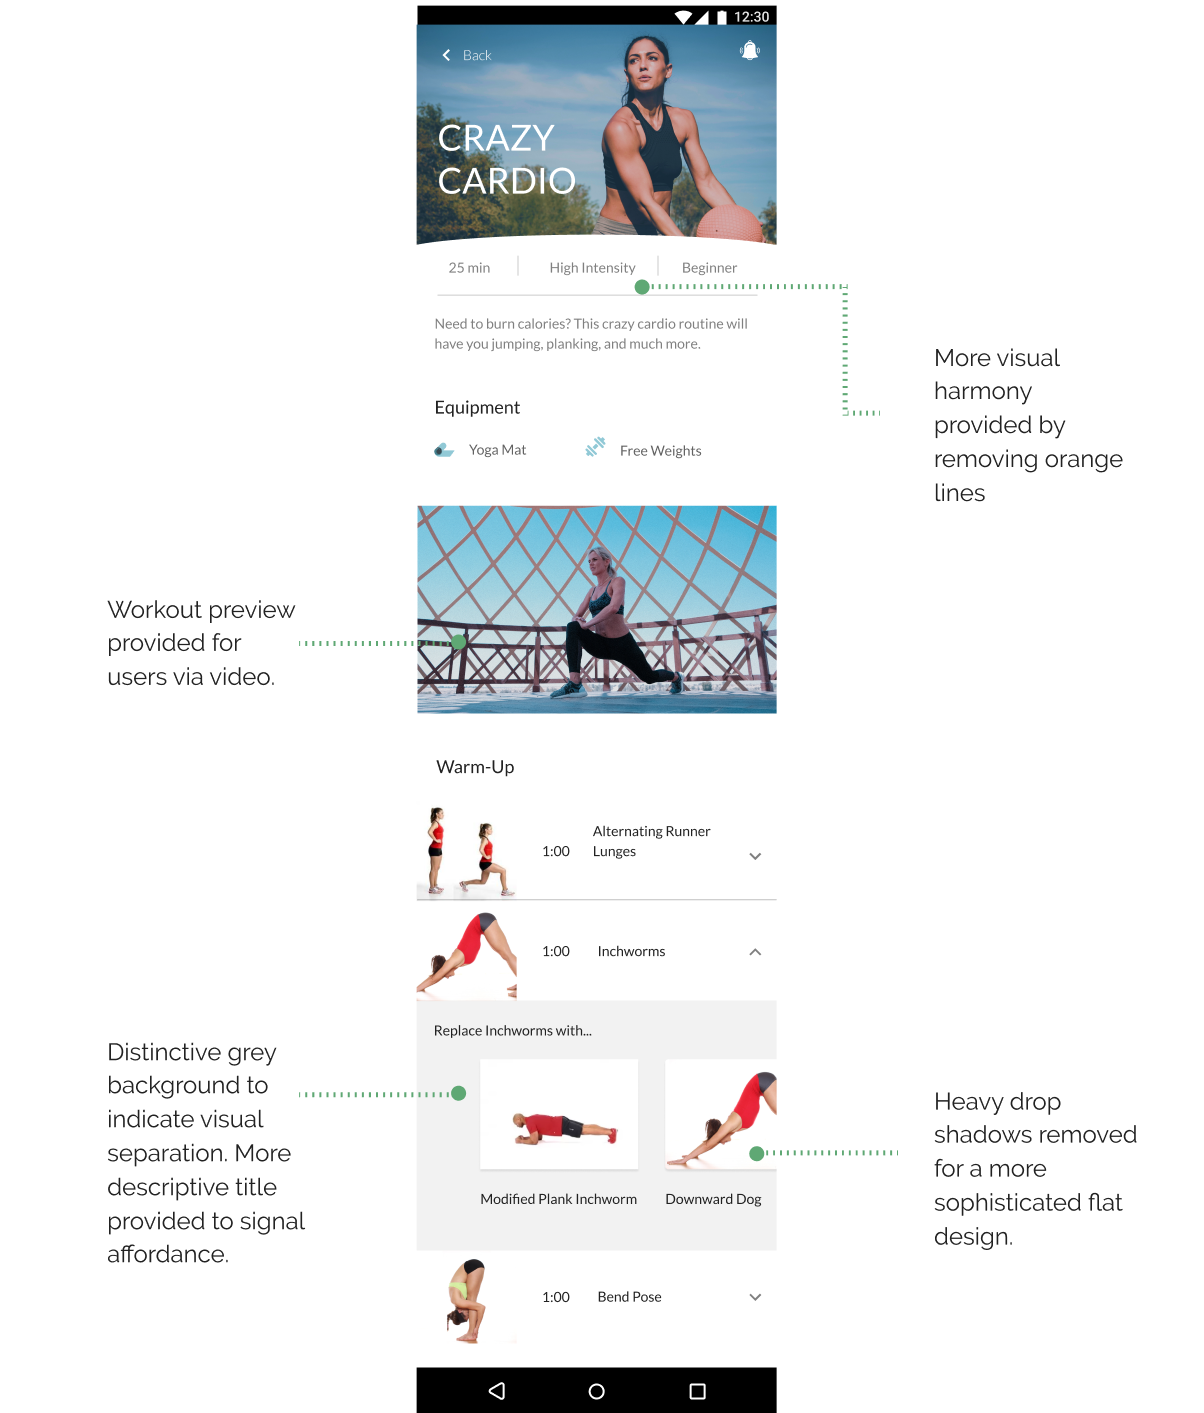 12:30
Back
CRAZY
CARDIO
25 min
High Intensity
Beginner
Need to burn calories? This crazy cardio routine will
have you jumping, planking, and much more.
More visual
harmony
provided by
removing orange
lines
Equipment
Yoga Mat
Free Weights
Workout preview
provided for
users via video.
Warm-Up
1:00
Alternating Runner
Lunges
1:00
Inchworms
Replace Inchworms with...
Distinctive grey
background to
indicate visual
separation. More
descriptive title
provided to signal
affordance.
Modified Plank Inchworm
Downward Dog
Heavy drop
shadows removed
for a more
sophisticated flat
design.
1:00
Bend Pose